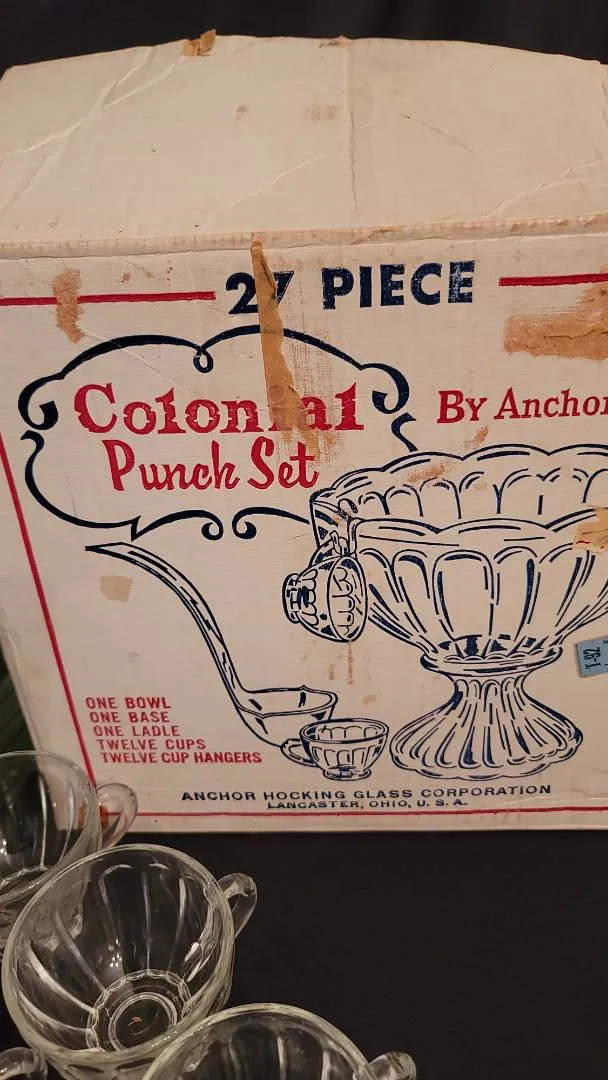 27 PIECE
Colonial
Punch Set
By Anchor
ONE BOWL
ONE BASE
ONE LADLE
TWELVE CUPS
TWELVE CUP HANGERS
ANCHOR HOCKING GLASS CORPORATION
LANCASTER, OHIO, U. S. A.